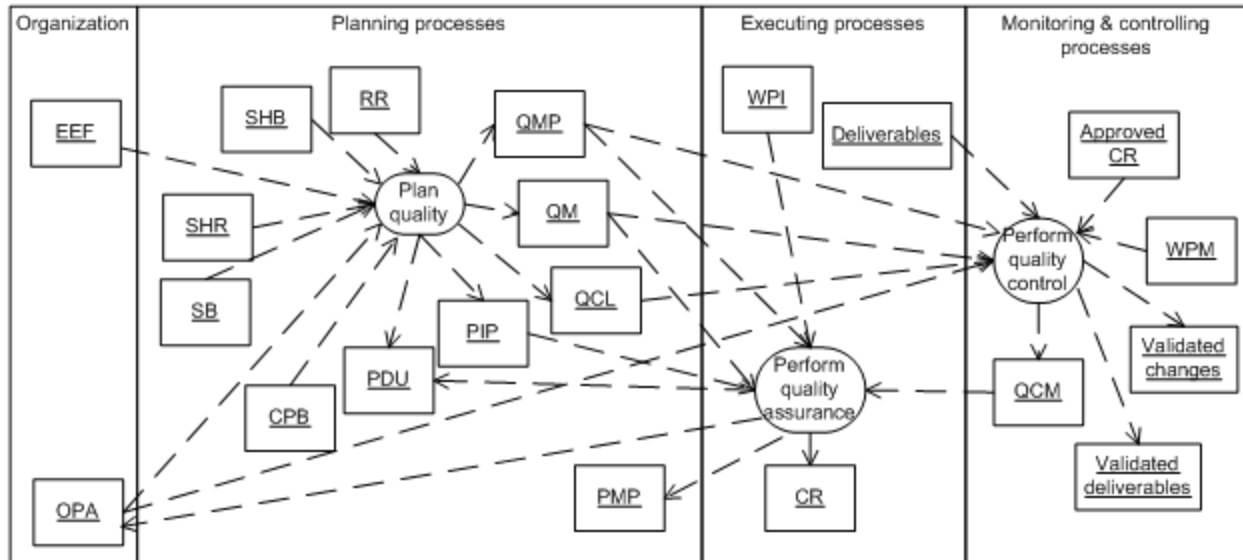 Organization
Planning processes
Executing processes
Monitoring & controlling
processes
EEF
SHB
RR
QMP
WPI
Deliverables
Approved
CR
Plan
quality
SHR
QM
Perform
quality
control
WPM
SB
QCL
PIP
Validated
changes
PDU
Perform
quality
assurance
QCM
CPB
Validated
deliverables
OPA
PMP
CR